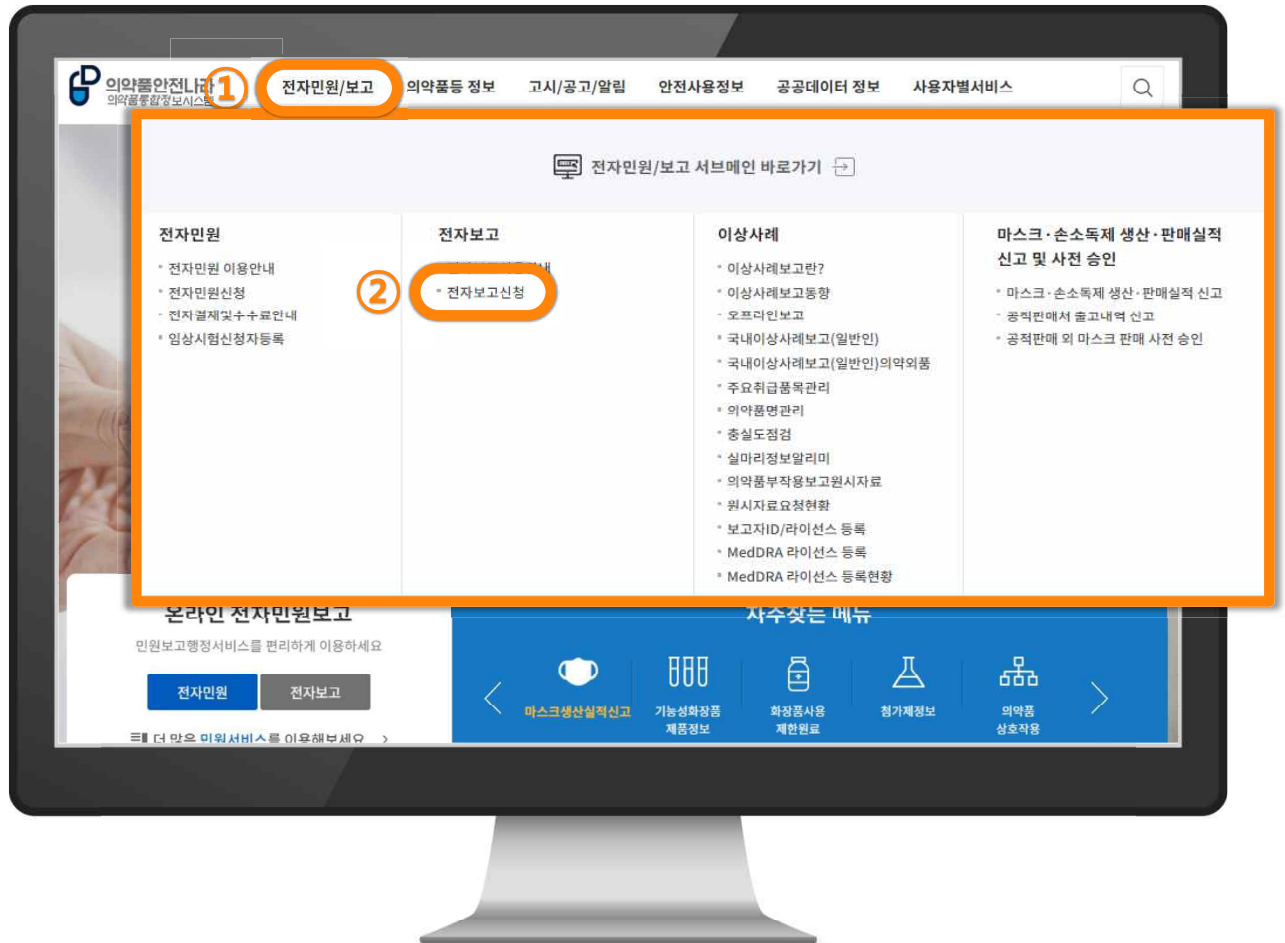 의약품안전나라
의약품통합정보시스템
① 전자민원/보고 의약품등 정보 고시/공고/알림 안전사용정보 공공데이터 정보 사용자별서비스
전자민원/보고 서브메인 바로가기
전자민원
전자민원 이용안내
전자민원신청
전자결제및수수료안내
임상시험신청자등록
전자보고
② 전자보고신청
이상사례
이상사례보고란?
이상사례보고동향
오프라인보고
국내이상사례보고(일반인)
국내이상사례보고(일반인)의약외품
주요취급품목관리
의약품명관리
충실도점검
실마리정보알리미
의약품부작용보고원시자료
원시자료요청현황
보고자ID/라이선스 등록
MedDRA 라이선스 등록
MedDRA 라이선스 등록현황
마스크·손소독제 생산·판매실적
신고 및 사전 승인
마스크·손소독제 생산·판매실적 신고
공적판매처 출고내역 신고
공적판매 외 마스크 판매 사전 승인
온라인 전자민원보고
민원보고행정서비스를 편리하게 이용하세요
전자민원 전자보고
더 많은 민원서비스를 이용해보세요 >
자주찾는 메뉴
마스크생산실적신고
기능성화장품
제품정보
화장품사용
제한원료
첨가제정보
의약품
상호작용